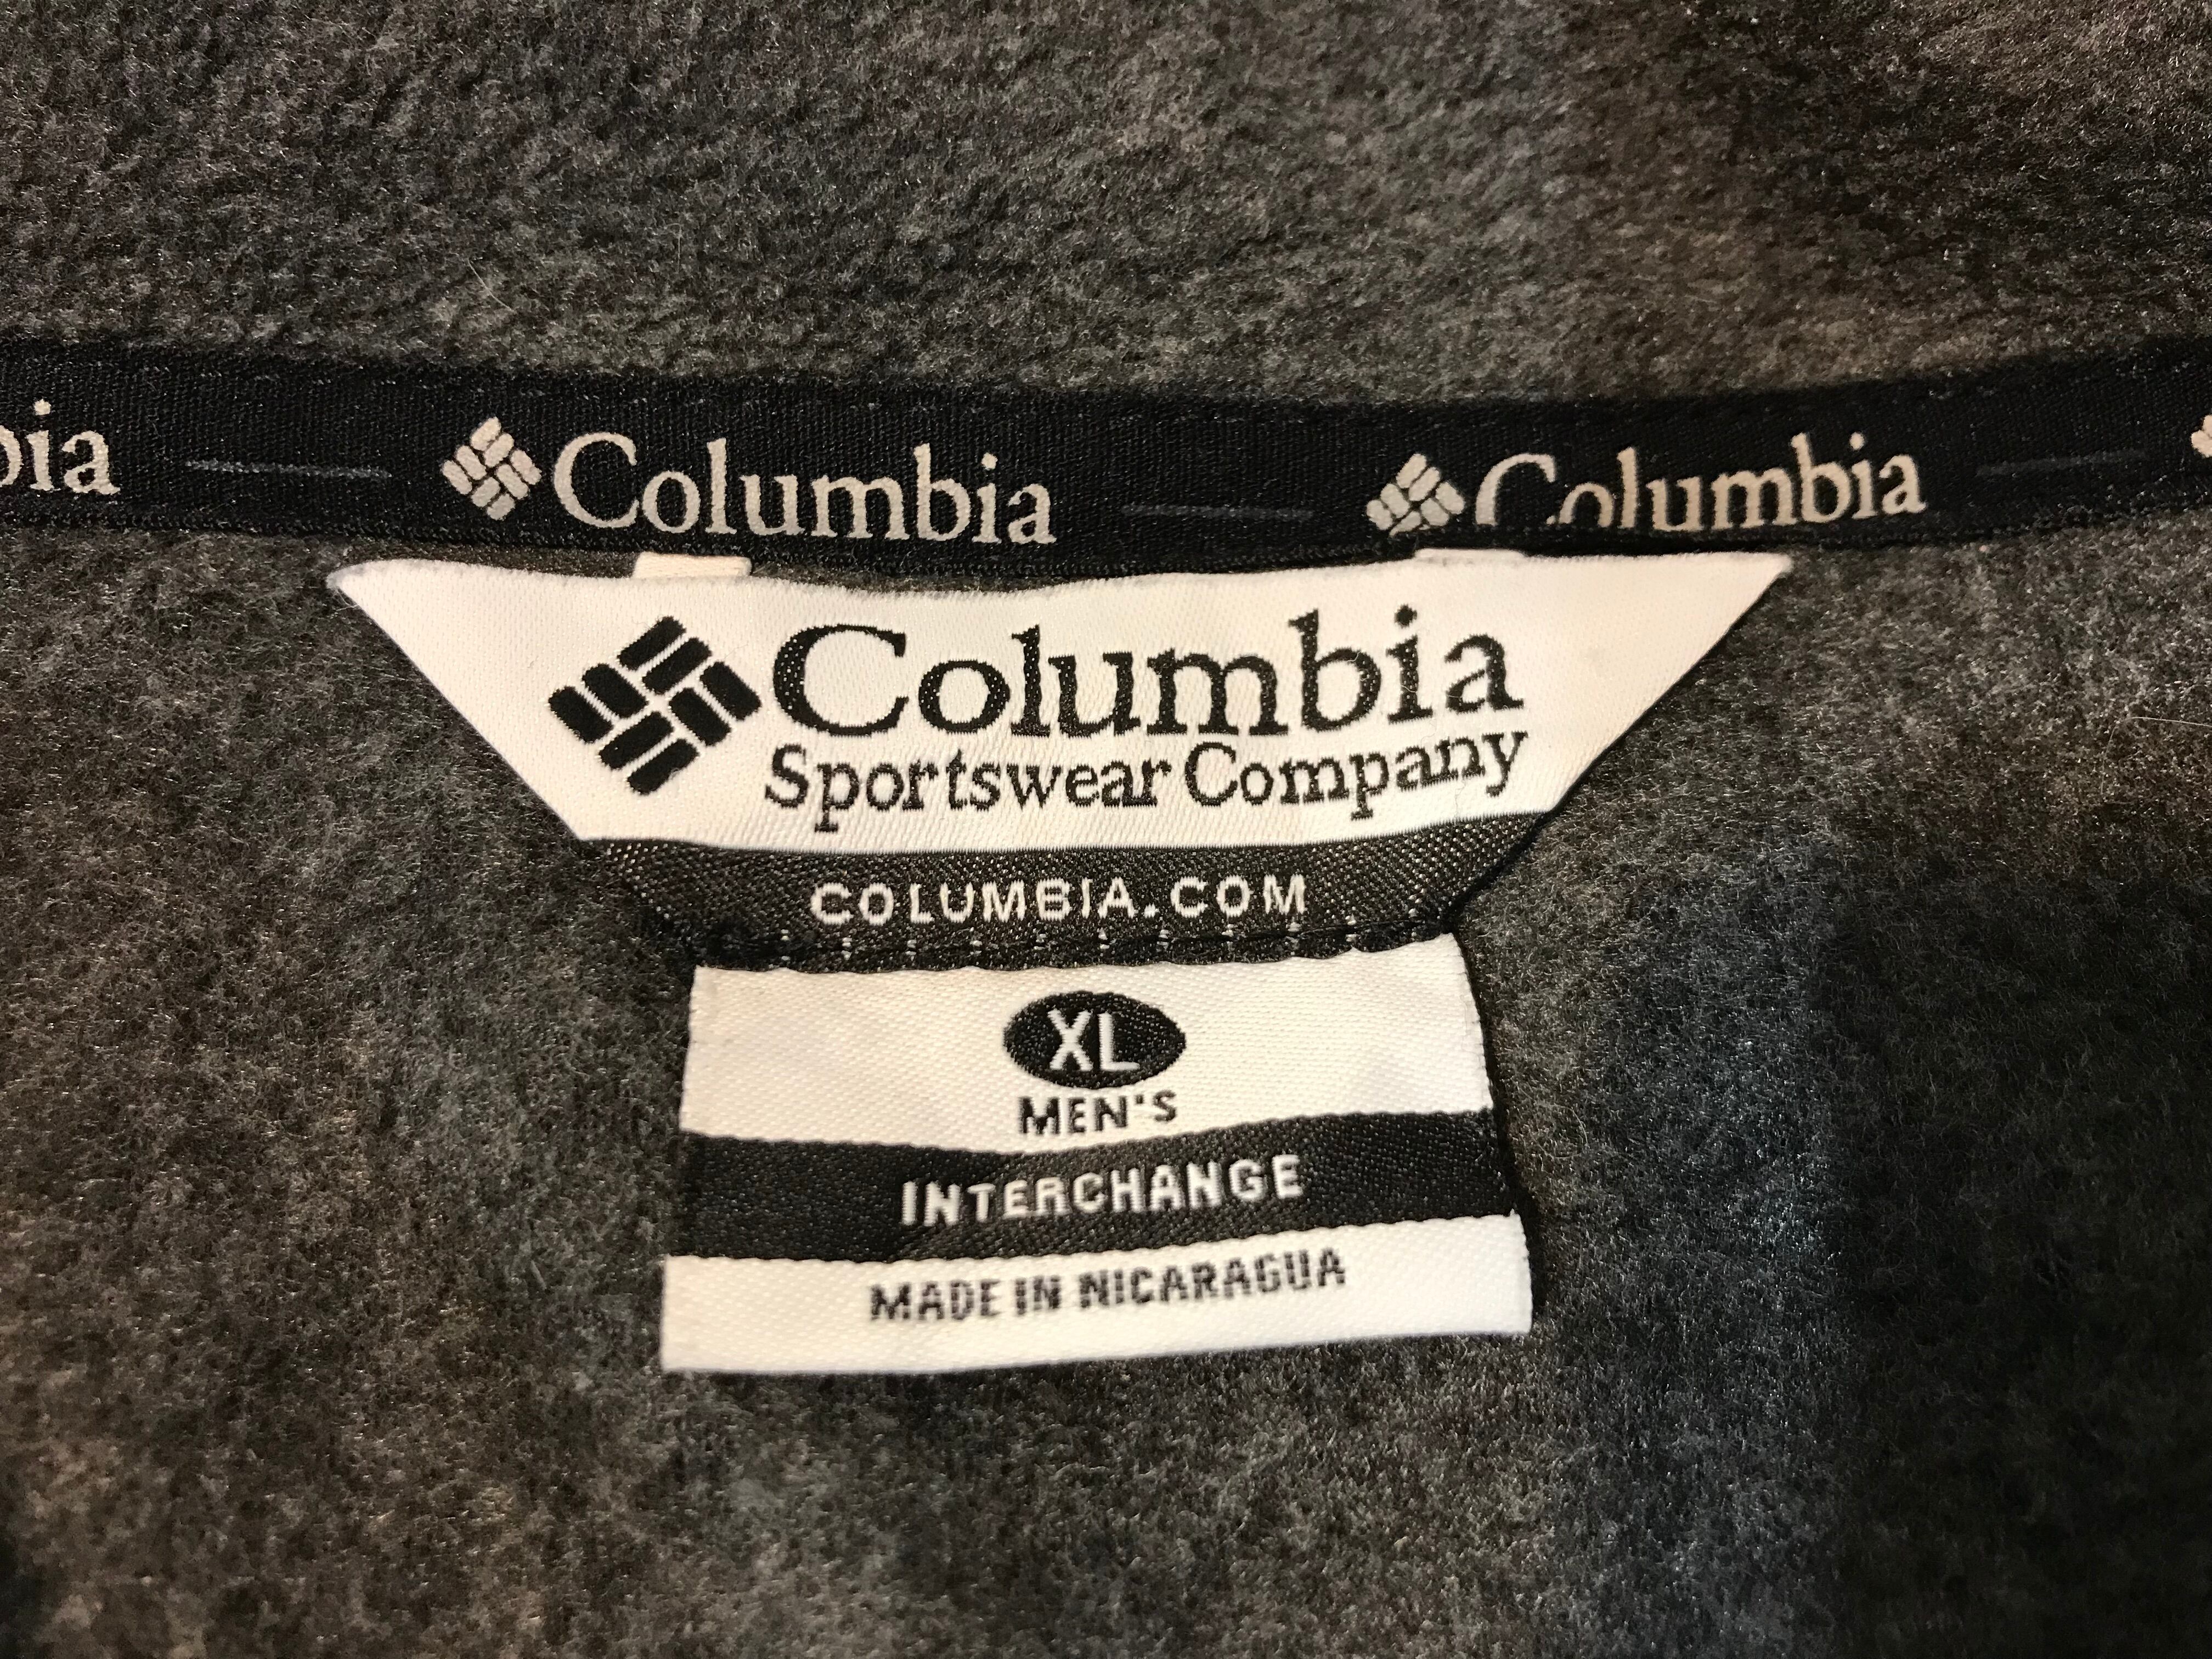 bia Columbia Columbia
Columbia
Sportswear Company
COLUMBIA.COM
XL
MEN'S
INTERCHANGE
MADE IN NICARAGUA